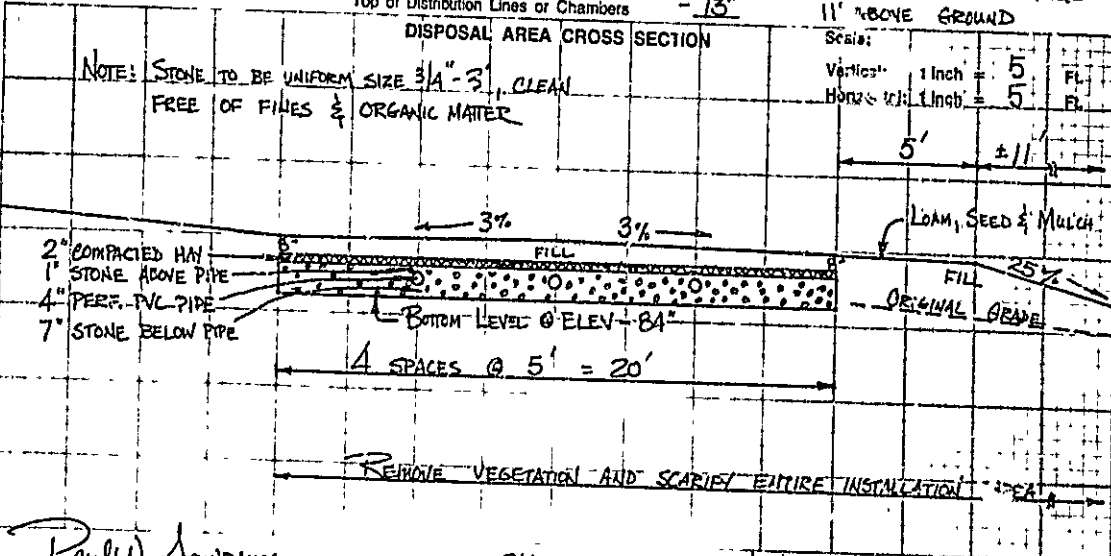 Top of Distribution Lines or Chambers - 73"
11' ABOVE GROUND
DISPOSAL AREA CROSS SECTION
Scale:
Vertical: 1 Inch = 5 Ft.
Horizontal: 1 Inch = 5 Ft.
NOTE: STONE TO BE UNIFORM SIZE 3/4"-3", CLEAN
FREE OF FINES & ORGANIC MATTER
5'
±11'
3%
3%
LOAM, SEED & MULCH
8"
8"
FILL
2" COMPACTED HAY
1" STONE ABOVE PIPE
4" PERF. PVC PIPE
7" STONE BELOW PIPE
FILL
25%
ORIGINAL GRADE
BOTTOM LEVEL @ ELEV-84"
4 SPACES @ 5' = 20'
REMOVE VEGETATION AND SCARIFY ENTIRE INSTALLATION AREA